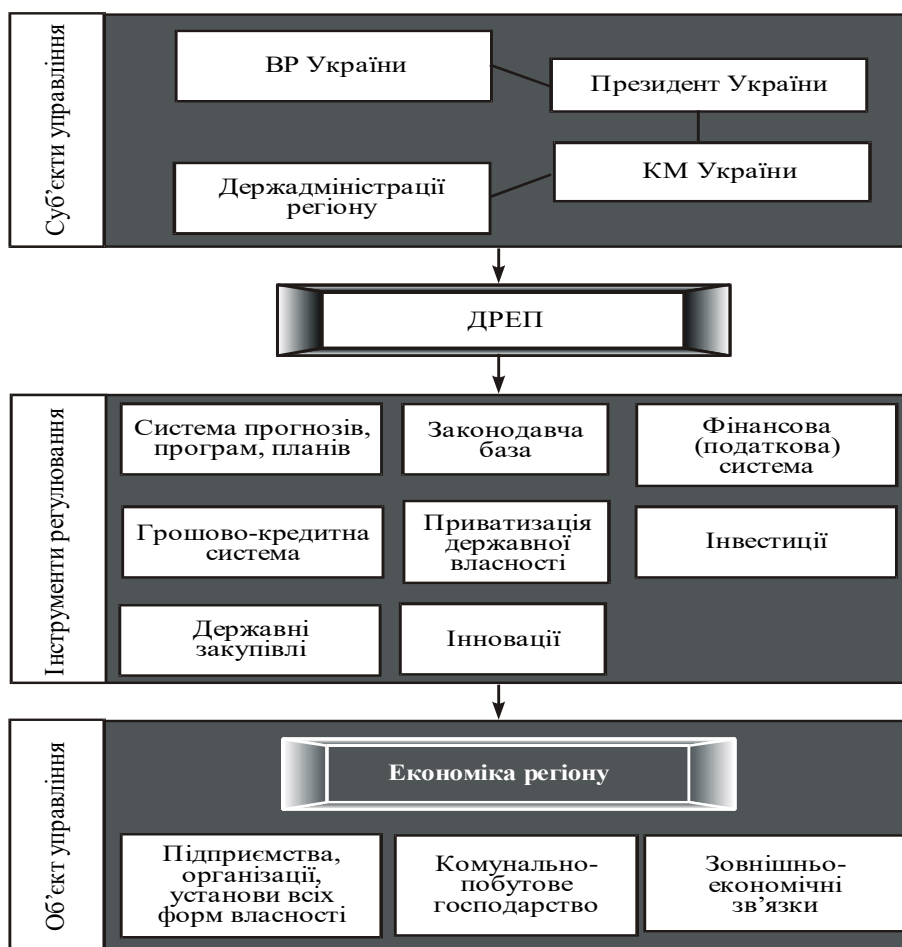 Суб’єкти управління
ВР України
Президент України
КМ України
Держадміністрації
регіону
ДРЕП
Інструменти регулювання
Система прогнозів,
програм, планів
Законодавча
база
Фінансова
(податкова)
система
Грошово-кредитна
система
Приватизація
державної
власності
Інвестиції
Державні
закупівлі
Інновації
Об’єкт управління
Економіка регіону
Підприємства,
організації,
установи всіх
форм власності
Комунально-
побутове
господарство
Зовнішньо-
економічні
зв’язки